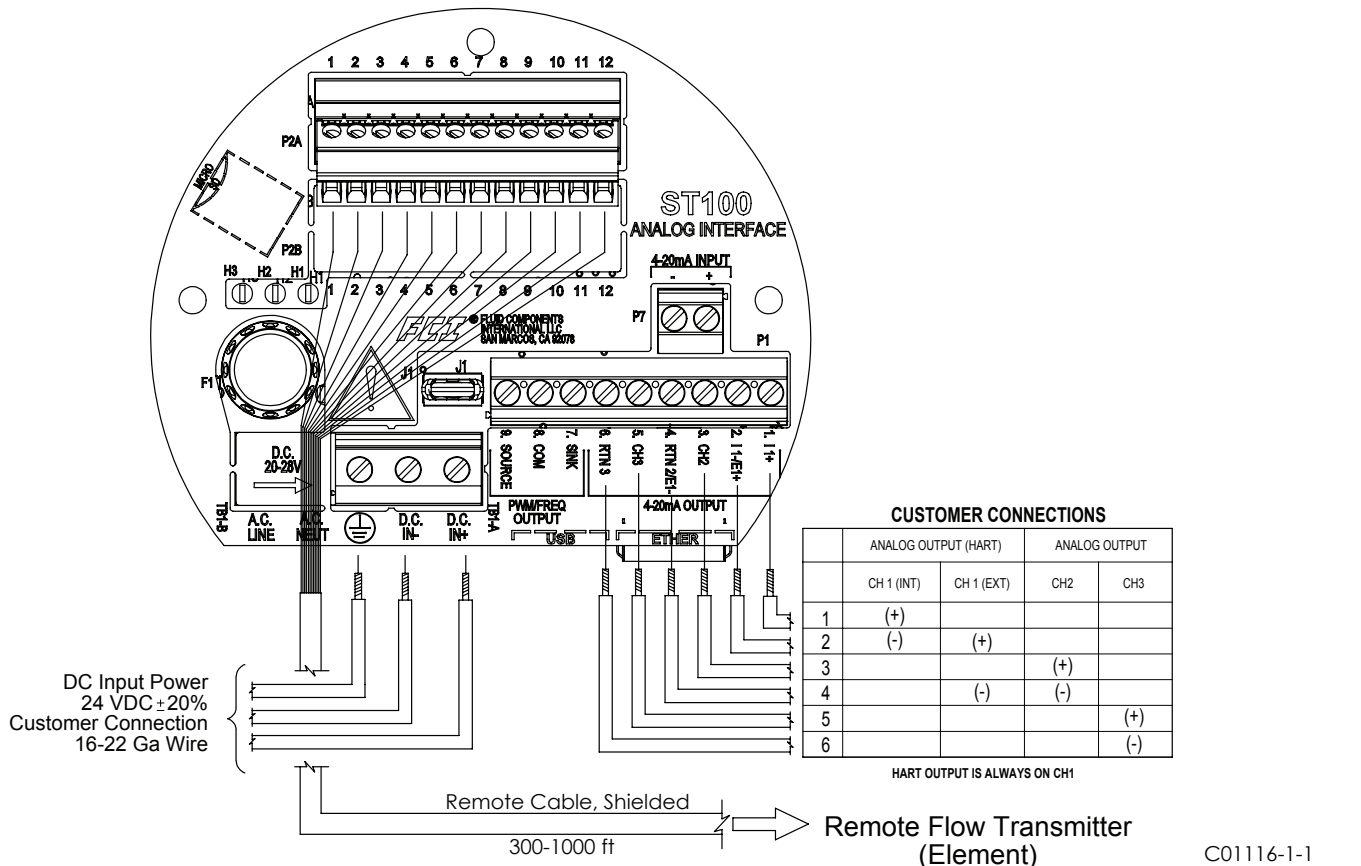 1 2 3 4 5 6 7 8 9 10 11 12
A
P2A
MICRO SD
B
P2B
ST100
ANALOG INTERFACE
4-20mA INPUT
- +
H3 H2 H1
1 2 3 4 5 6 7 8 9 10 11 12
P7
P1
FCI
© FLUID COMPONENTS
INTERNATIONAL LLC
SAN MARCOS, CA 92078
F1
!
J1 J1
D.C.
20-28V
9. SOURCE
8. COM
7. SINK
6. RTN 3
5. CH3
4. RTN 2/E1-
3. CH2
2. I1-/E1+
1. I1+
PWM/FREQ
OUTPUT
4-20mA OUTPUT
TB1-B
A.C.
LINE
A.C.
NEUT
D.C.
IN-
D.C.
IN+
TB1-A
USB
ETHER
1 1
CUSTOMER CONNECTIONS
ANALOG OUTPUT (HART) ANALOG OUTPUT
CH 1 (INT) CH 1 (EXT) CH2 CH3
1 (+)
2 (-) (+)
3 (+)
4 (-) (-)
5 (+)
6 (-)
HART OUTPUT IS ALWAYS ON CH1
DC Input Power
24 VDC ±20%
Customer Connection
16-22 Ga Wire
Remote Cable, Shielded
300-1000 ft
Remote Flow Transmitter
(Element)
C01116-1-1